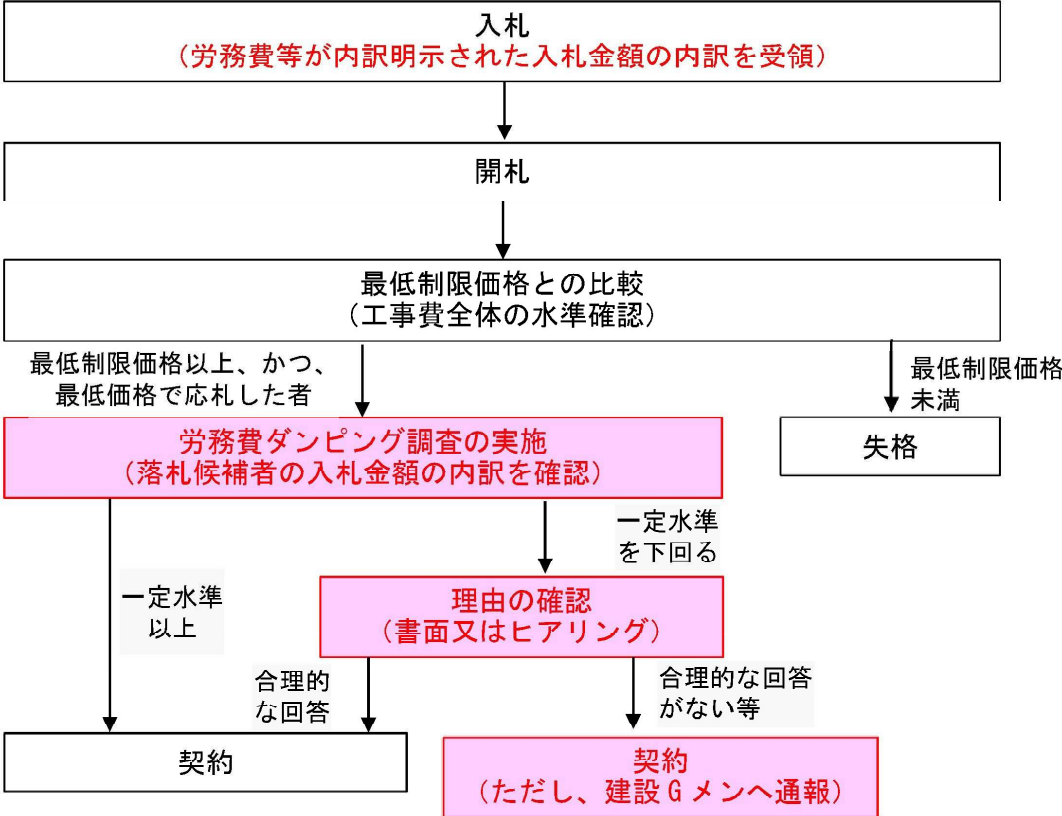 入札
（労務費等が内訳明示された入札金額の内訳を受領）
開札
最低制限価格との比較
（工事費全体の水準確認）
最低制限価格以上、かつ、
最低価格で応札した者
最低制限価格
未満
労務費ダンピング調査の実施
（落札候補者の入札金額の内訳を確認）
失格
一定水準
を下回る
一定水準
以上
理由の確認
（書面又はヒアリング）
合理的
な回答
合理的な回答
がない等
契約
契約
（ただし、建設Ｇメンへ通報）